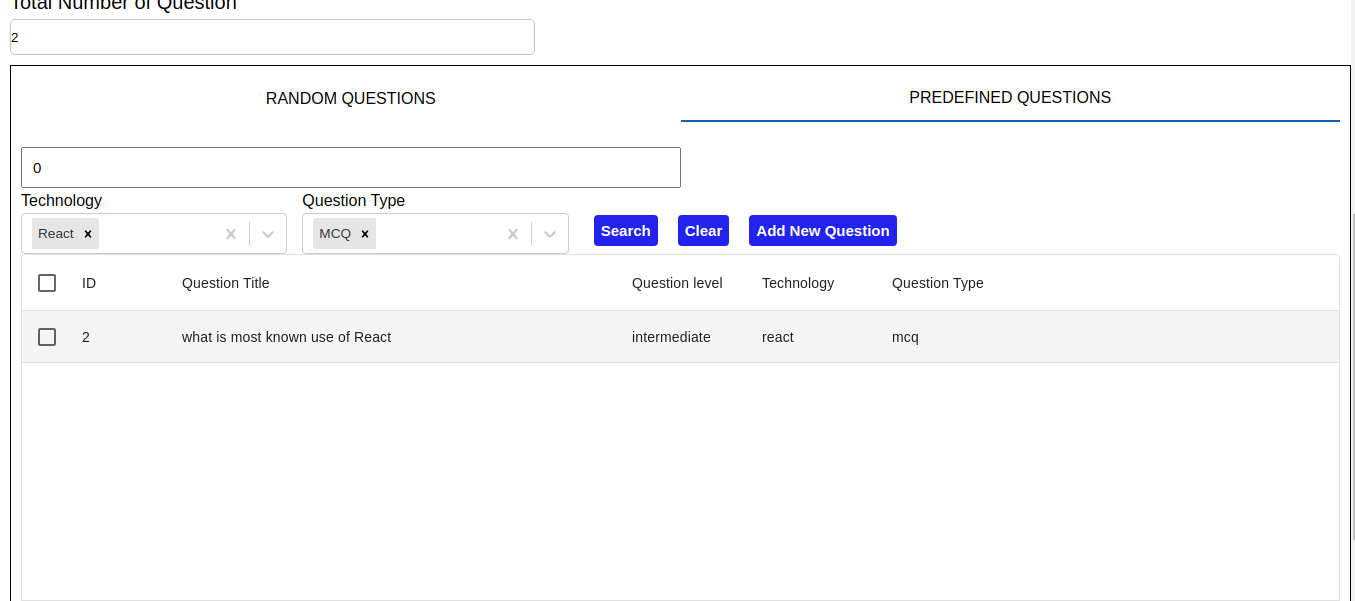 Total Number of Question
2
RANDOM QUESTIONS
PREDEFINED QUESTIONS
0
Technology
Question Type
React
MCQ
Search
Clear
Add New Question
ID
Question Title
Question level
Technology
Question Type
2
what is most known use of React
intermediate
react
mcq